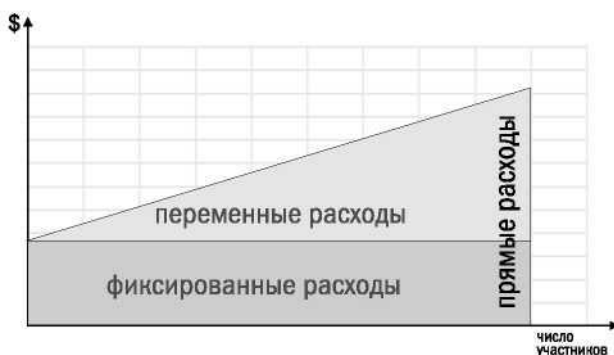 $
переменные расходы
фиксированные расходы
прямые расходы
число
участников